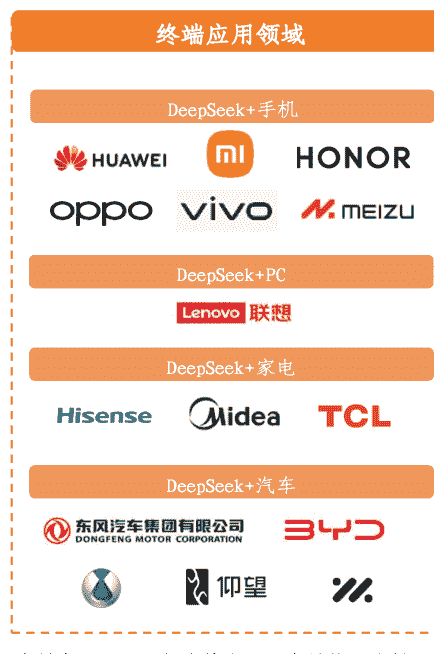 终端应用领域
DeepSeek+手机
HUAWEI
mi
HONOR
oppo
vivo
MEIZU
DeepSeek+PC
Lenovo 联想
DeepSeek+家电
Hisense
Midea
TCL
DeepSeek+汽车
东风汽车集团有限公司
DONGFENG MOTOR CORPORATION
BYD
仰望